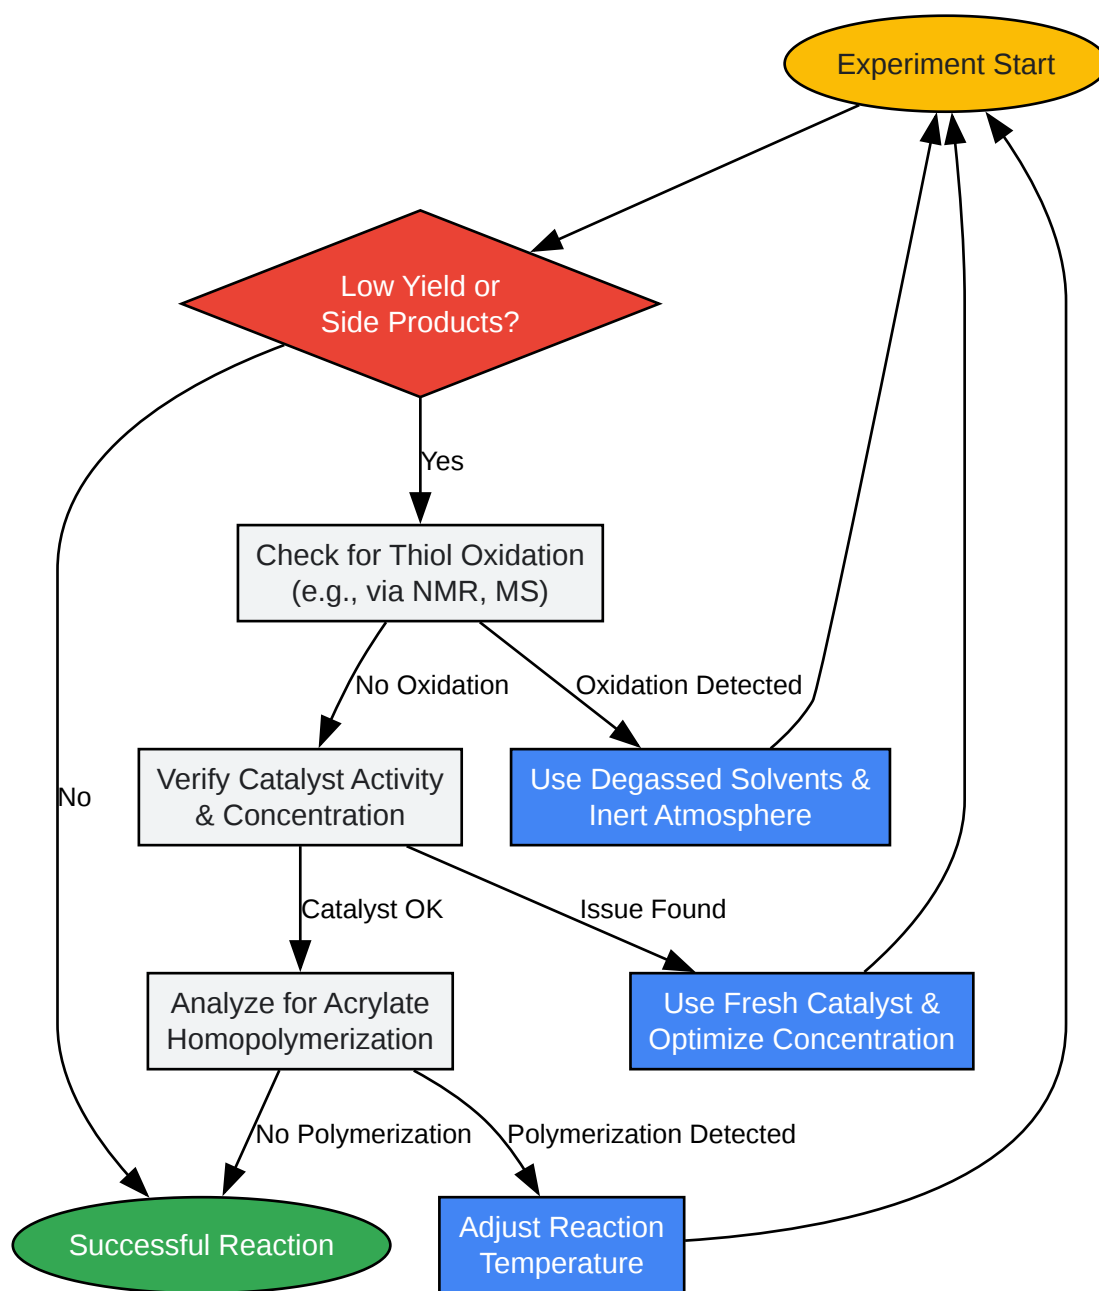 Experiment Start
Low Yield or
Side Products?
Yes
Check for Thiol Oxidation
(e.g., via NMR, MS)
No Oxidation
Oxidation Detected
Verify Catalyst Activity
& Concentration
Use Degassed Solvents &
Inert Atmosphere
No
Catalyst OK
Issue Found
Analyze for Acrylate
Homopolymerization
Use Fresh Catalyst &
Optimize Concentration
No Polymerization
Polymerization Detected
Successful Reaction
Adjust Reaction
Temperature